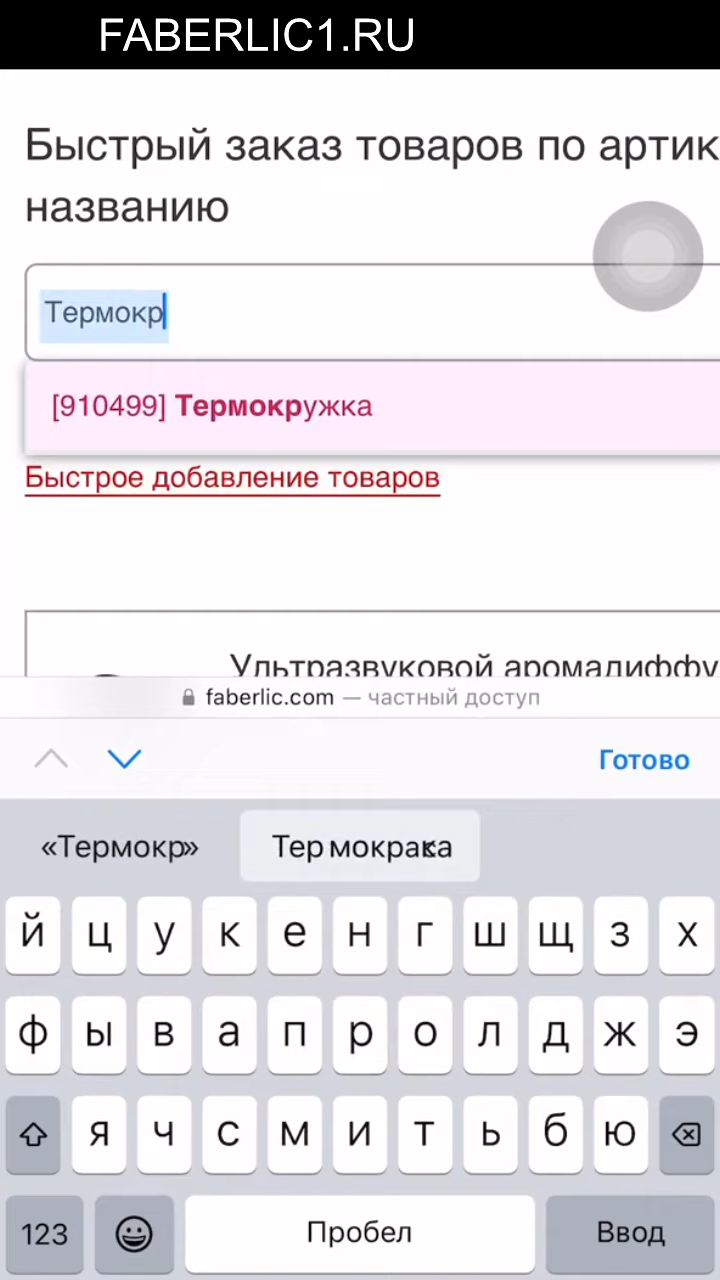 FABERLIC1.RU
Быстрый заказ товаров по артик
названию
Термокр
[910499] Термокружка
Быстрое добавление товаров
Ультразвуковой аромадиффу
faberlic.com — частный доступ
Готово
«Термокр»
й ц у к е н г ш щ з х
ф ы в а п р о л д ж э
я ч с м и т ь б ю
123 Пробел Ввод